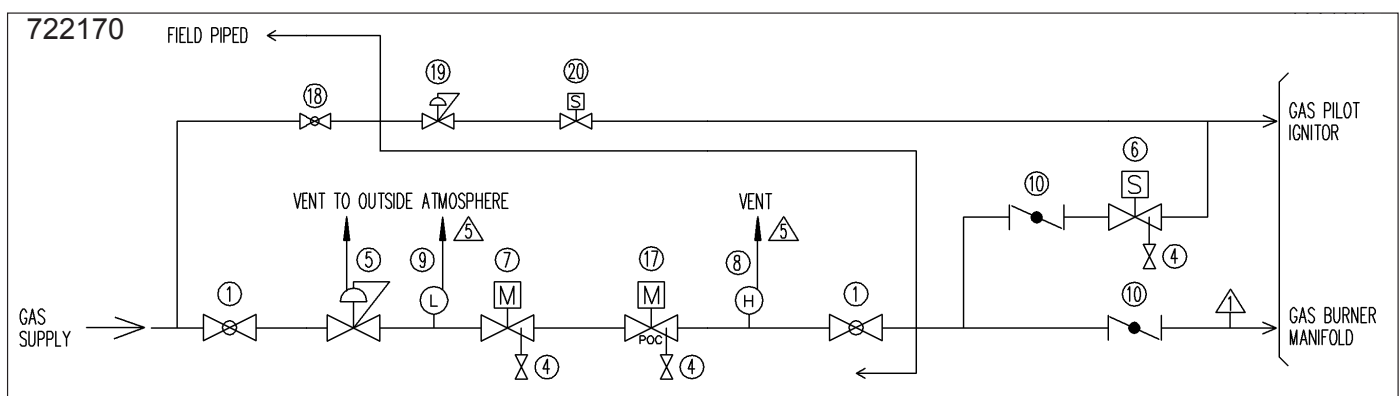 722170
FIELD PIPED
19
20
18
S
GAS PILOT
IGNITOR
6
10
S
VENT TO OUTSIDE ATMOSPHERE
VENT
5
5
4
5
9
7
17
8
1
L
M
M
H
1
10
1
GAS
SUPPLY
POC
GAS BURNER
MANIFOLD
4
4